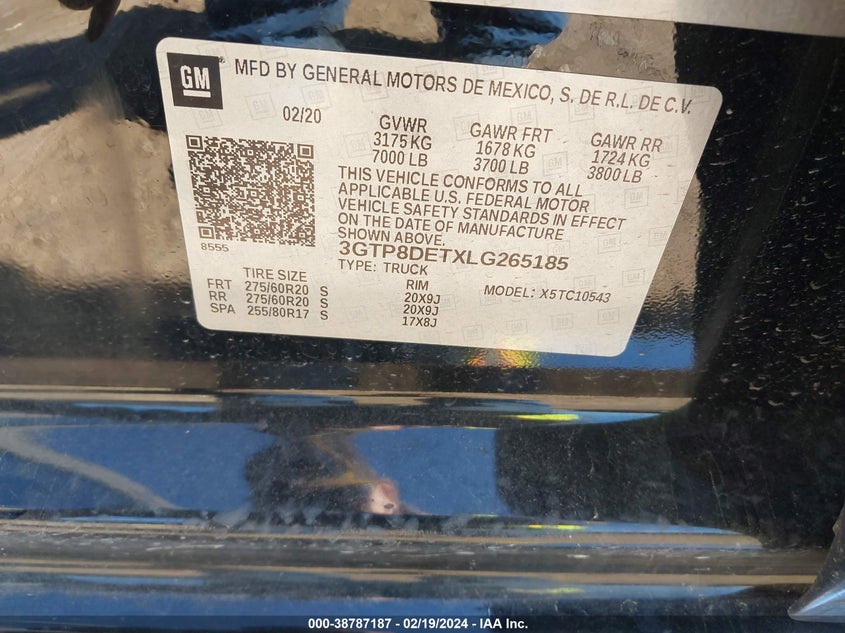 GM
MFD BY GENERAL MOTORS DE MEXICO, S. DE R.L. DE C.V.
02/20
GVWR
3175 KG
7000 LB
GAWR FRT
1678 KG
3700 LB
GAWR RR
1724 KG
3800 LB
THIS VEHICLE CONFORMS TO ALL
APPLICABLE U.S. FEDERAL MOTOR
VEHICLE SAFETY STANDARDS IN EFFECT
ON THE DATE OF MANUFACTURE
SHOWN ABOVE.
8555
3GTP8DETXLG265185
TYPE: TRUCK
MODEL: X5TC10543
TIRE SIZE RIM
FRT 275/60R20 S 20X9J
RR 275/60R20 S 20X9J
SPA 255/80R17 S 17X8J
000-38787187 - 02/19/2024 - IAA Inc.